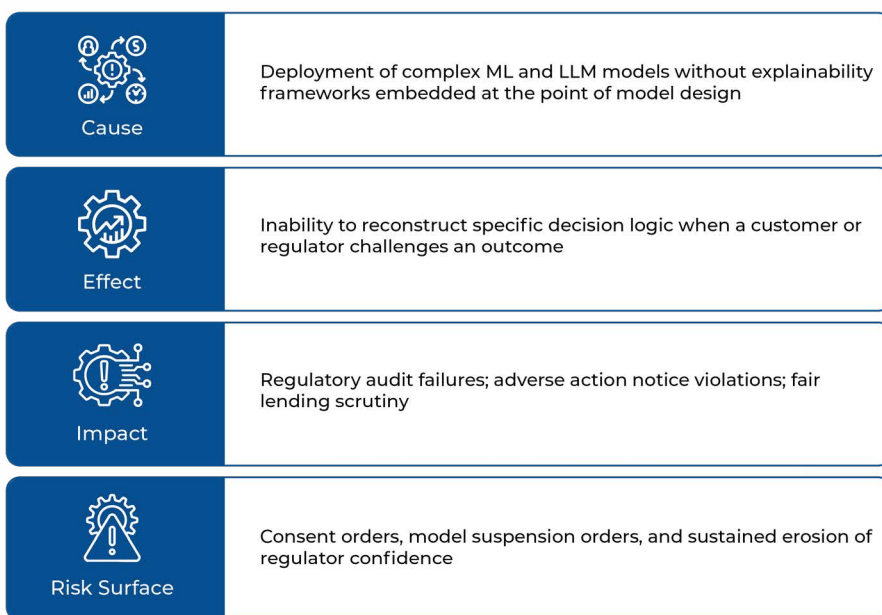 Cause
Deployment of complex ML and LLM models without explainability
frameworks embedded at the point of model design
Effect
Inability to reconstruct specific decision logic when a customer or
regulator challenges an outcome
Impact
Regulatory audit failures; adverse action notice violations; fair
lending scrutiny
Risk Surface
Consent orders, model suspension orders, and sustained erosion of
regulator confidence